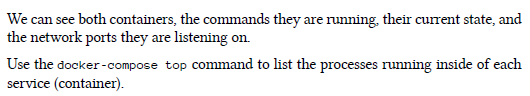 We can see both containers, the commands they are running, their current state, and
the network ports they are listening on.
Use the docker-compose top command to list the processes running inside of each
service (container).